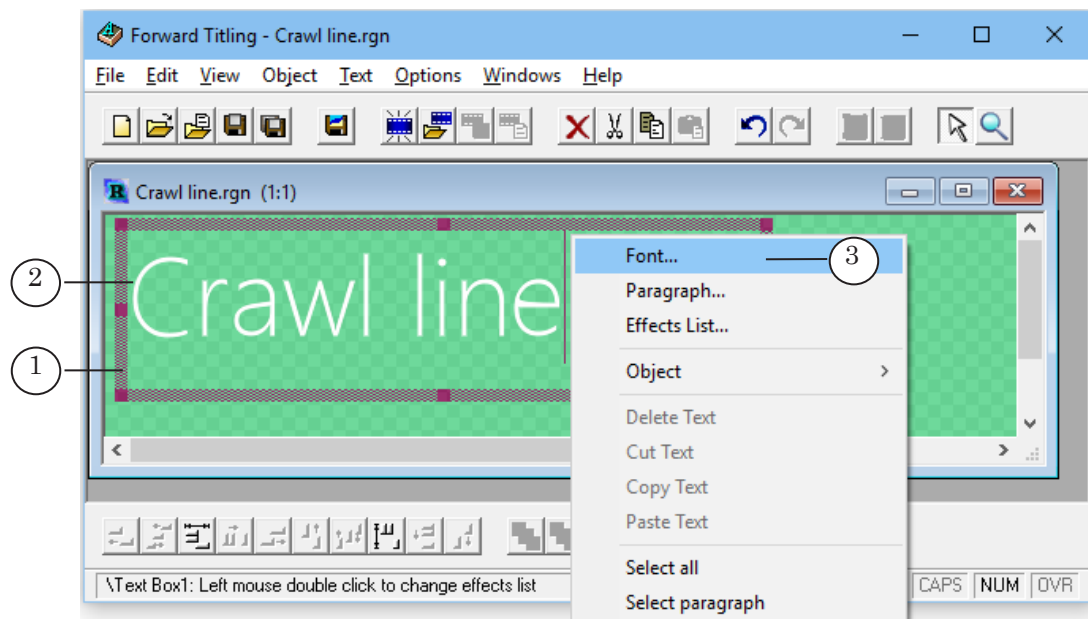 Forward Titling - Crawl line.rgn
File Edit View Object Text Options Windows Help
R Crawl line.rgn (1:1)
2
Crawl line
1
Font...
3
Paragraph...
Effects List...
Object
Delete Text
Cut Text
Copy Text
Paste Text
Select all
Select paragraph
\Text Box1: Left mouse double click to change effects list
CAPS NUM OVR